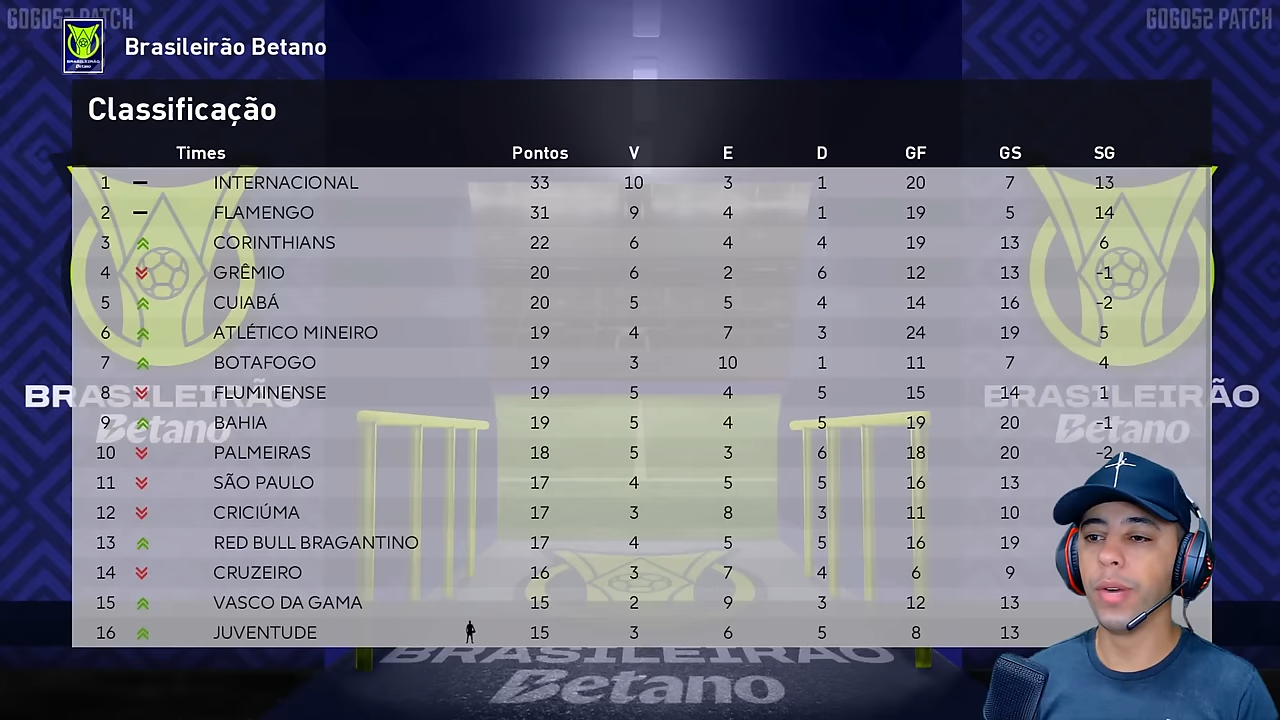 GOGO52 PATCH
GOGO52 PATCH
BRASILEIRÃO
Betano
Brasileirão Betano
Classificação
Times Pontos V E D GF GS SG
1 INTERNACIONAL 33 10 3 1 20 7 13
2 FLAMENGO 31 9 4 1 19 5 14
3 CORINTHIANS 22 6 4 4 19 13 6
4 GRÊMIO 20 6 2 6 12 13 -1
5 CUIABÁ 20 5 5 4 14 16 -2
6 ATLÉTICO MINEIRO 19 4 7 3 24 19 5
7 BOTAFOGO 19 3 10 1 11 7 4
8 FLUMINENSE 19 5 4 5 15 14 1
9 BAHIA 19 5 4 5 19 20 -1
10 PALMEIRAS 18 5 3 6 18 20 -2
11 SÃO PAULO 17 4 5 5 16 13
12 CRICIÚMA 17 3 8 3 11 10
13 RED BULL BRAGANTINO 17 4 5 5 16 19
14 CRUZEIRO 16 3 7 4 6 9
15 VASCO DA GAMA 15 2 9 3 12 13
16 JUVENTUDE 15 3 6 5 8 13
BRASILEIRÃO
Betano
BRASILEIRÃO
Betano
BRASILEIRÃO
Betano